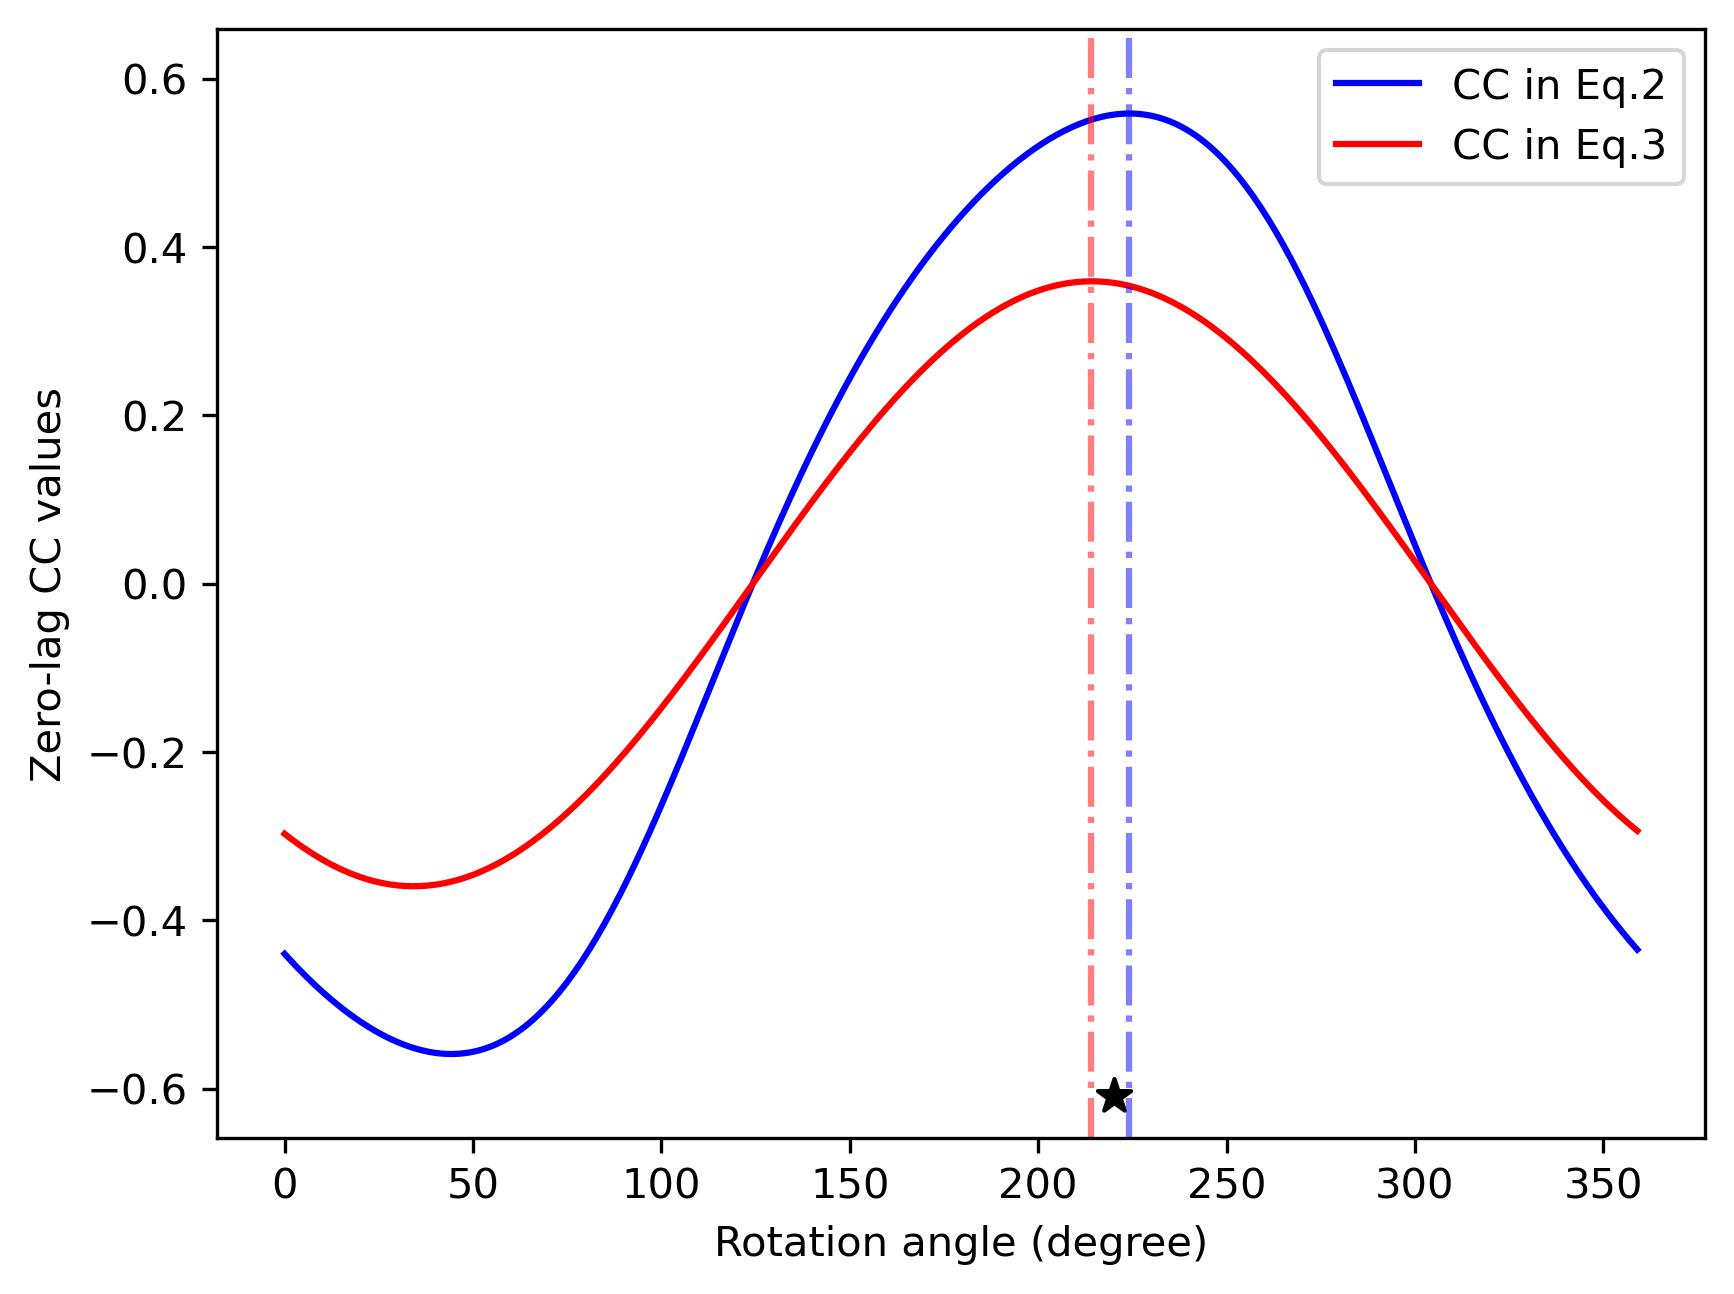 CC in Eq.2
CC in Eq.3
Zero-lag CC values
0.6
0.4
0.2
0.0
−0.2
−0.4
−0.6
0 50 100 150 200 250 300 350
Rotation angle (degree)